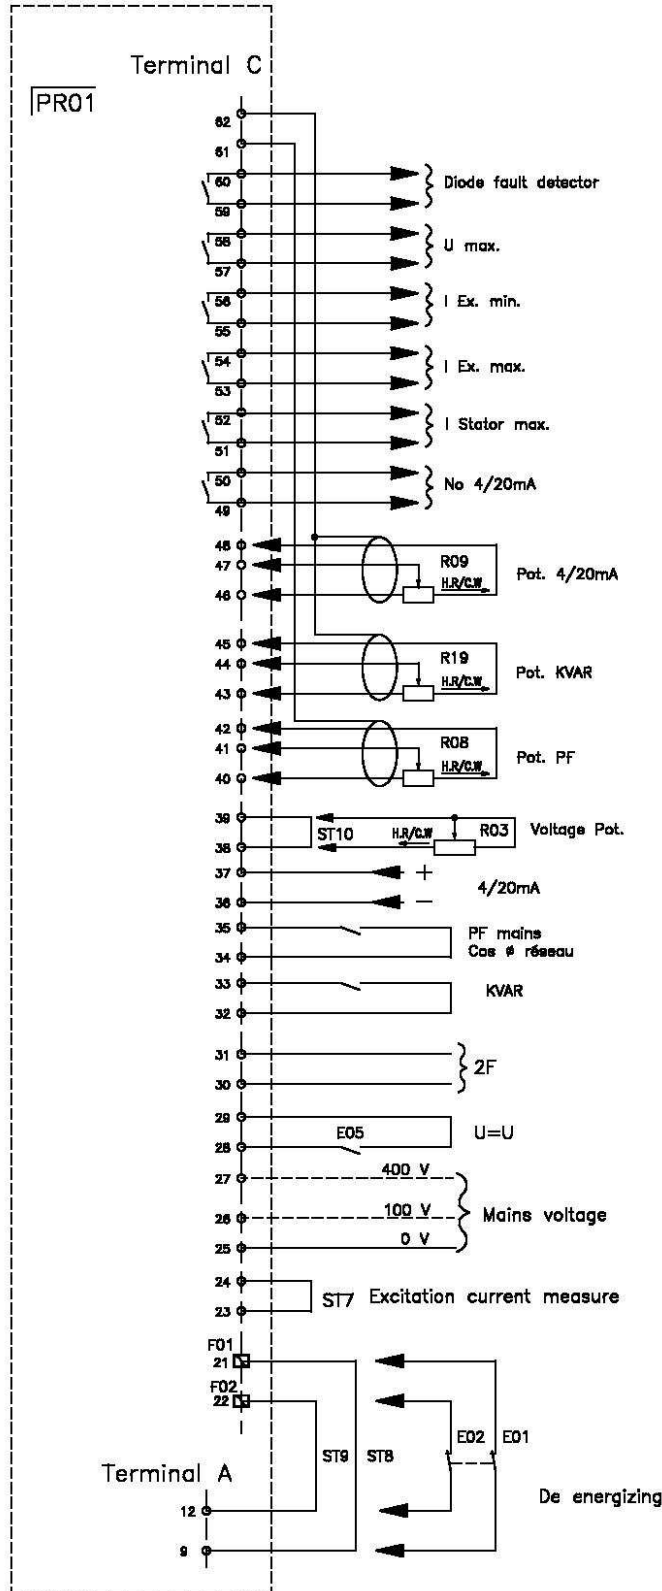 Terminal C
PR01
62
61
60
Diode fault detector
59
58
U max.
57
56
I Ex. min.
55
54
I Ex. max.
53
52
I Stator max.
51
50
No 4/20mA
49
48
47 R09
H.R/C.W Pot. 4/20mA
46
45
44 R19
H.R/C.W Pot. KVAR
43
42
41 R08
H.R/C.W Pot. PF
40
39
ST10 H.R/C.W R03 Voltage Pot.
38
37 +
4/20mA
36 −
35
PF mains
Cos ø réseau
34
33
KVAR
32
31
2F
30
29
E05 U=U
28
27 400 V
26 100 V Mains voltage
25 0 V
24
ST7 Excitation current measure
23
F01
21
F02
22
E02 E01
ST9 ST8
Terminal A
De energizing
12
9